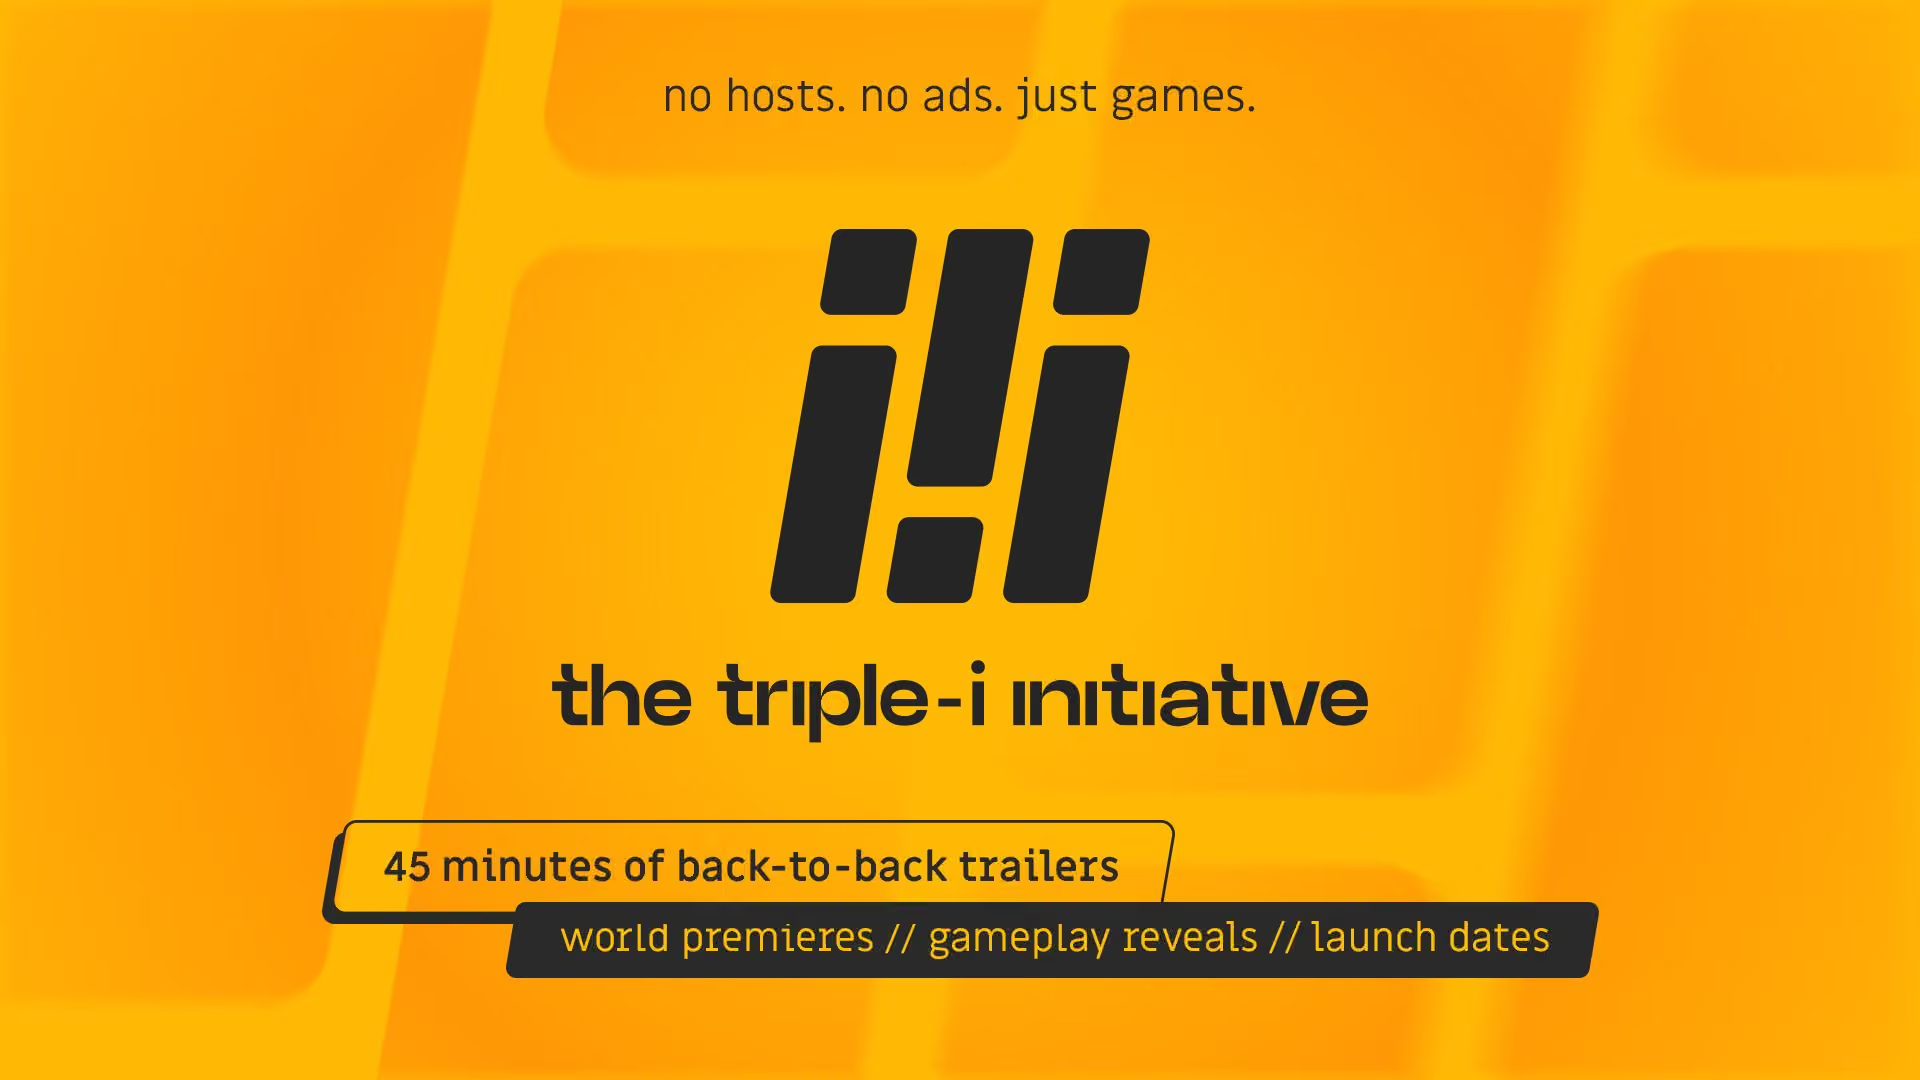 no hosts. no ads. just games.
the triple-i initiative
45 minutes of back-to-back trailers
world premieres // gameplay reveals // launch dates